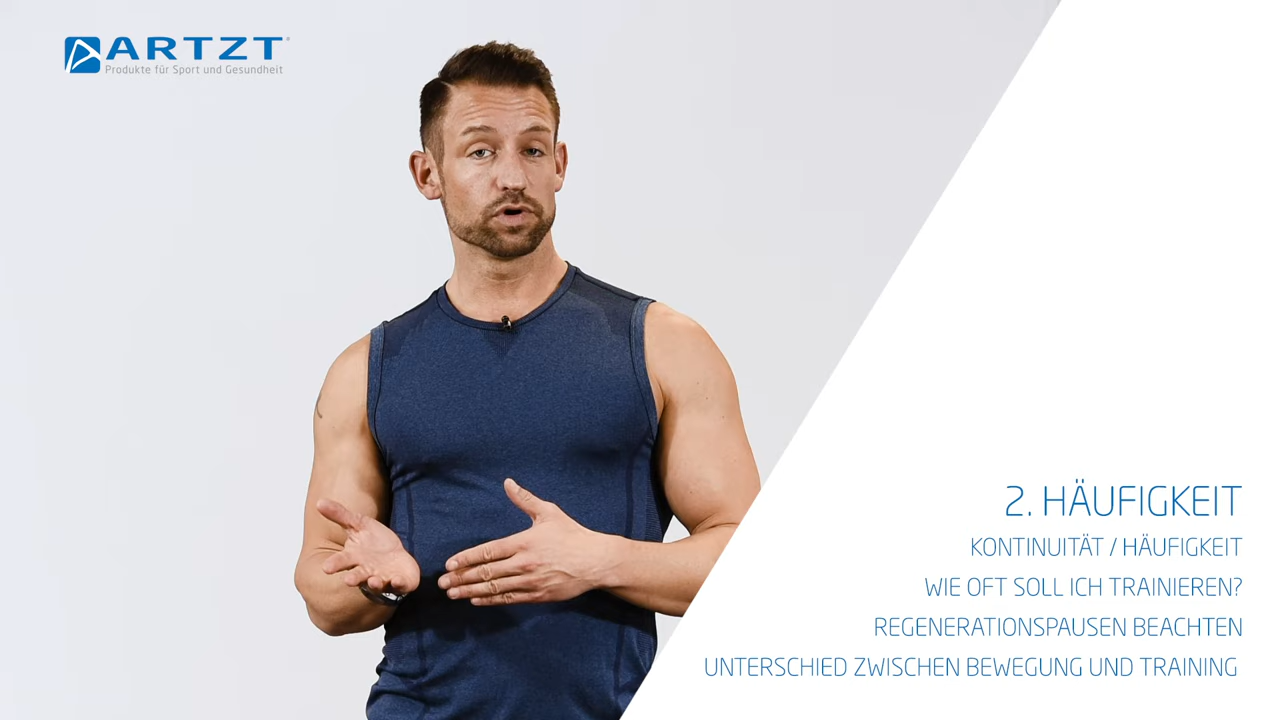 ARTZT®
Produkte für Sport und Gesundheit
2. HÄUFIGKEIT
KONTINUITÄT / HÄUFIGKEIT
WIE OFT SOLL ICH TRAINIEREN?
REGENERATIONSPAUSEN BEACHTEN
UNTERSCHIED ZWISCHEN BEWEGUNG UND TRAINING